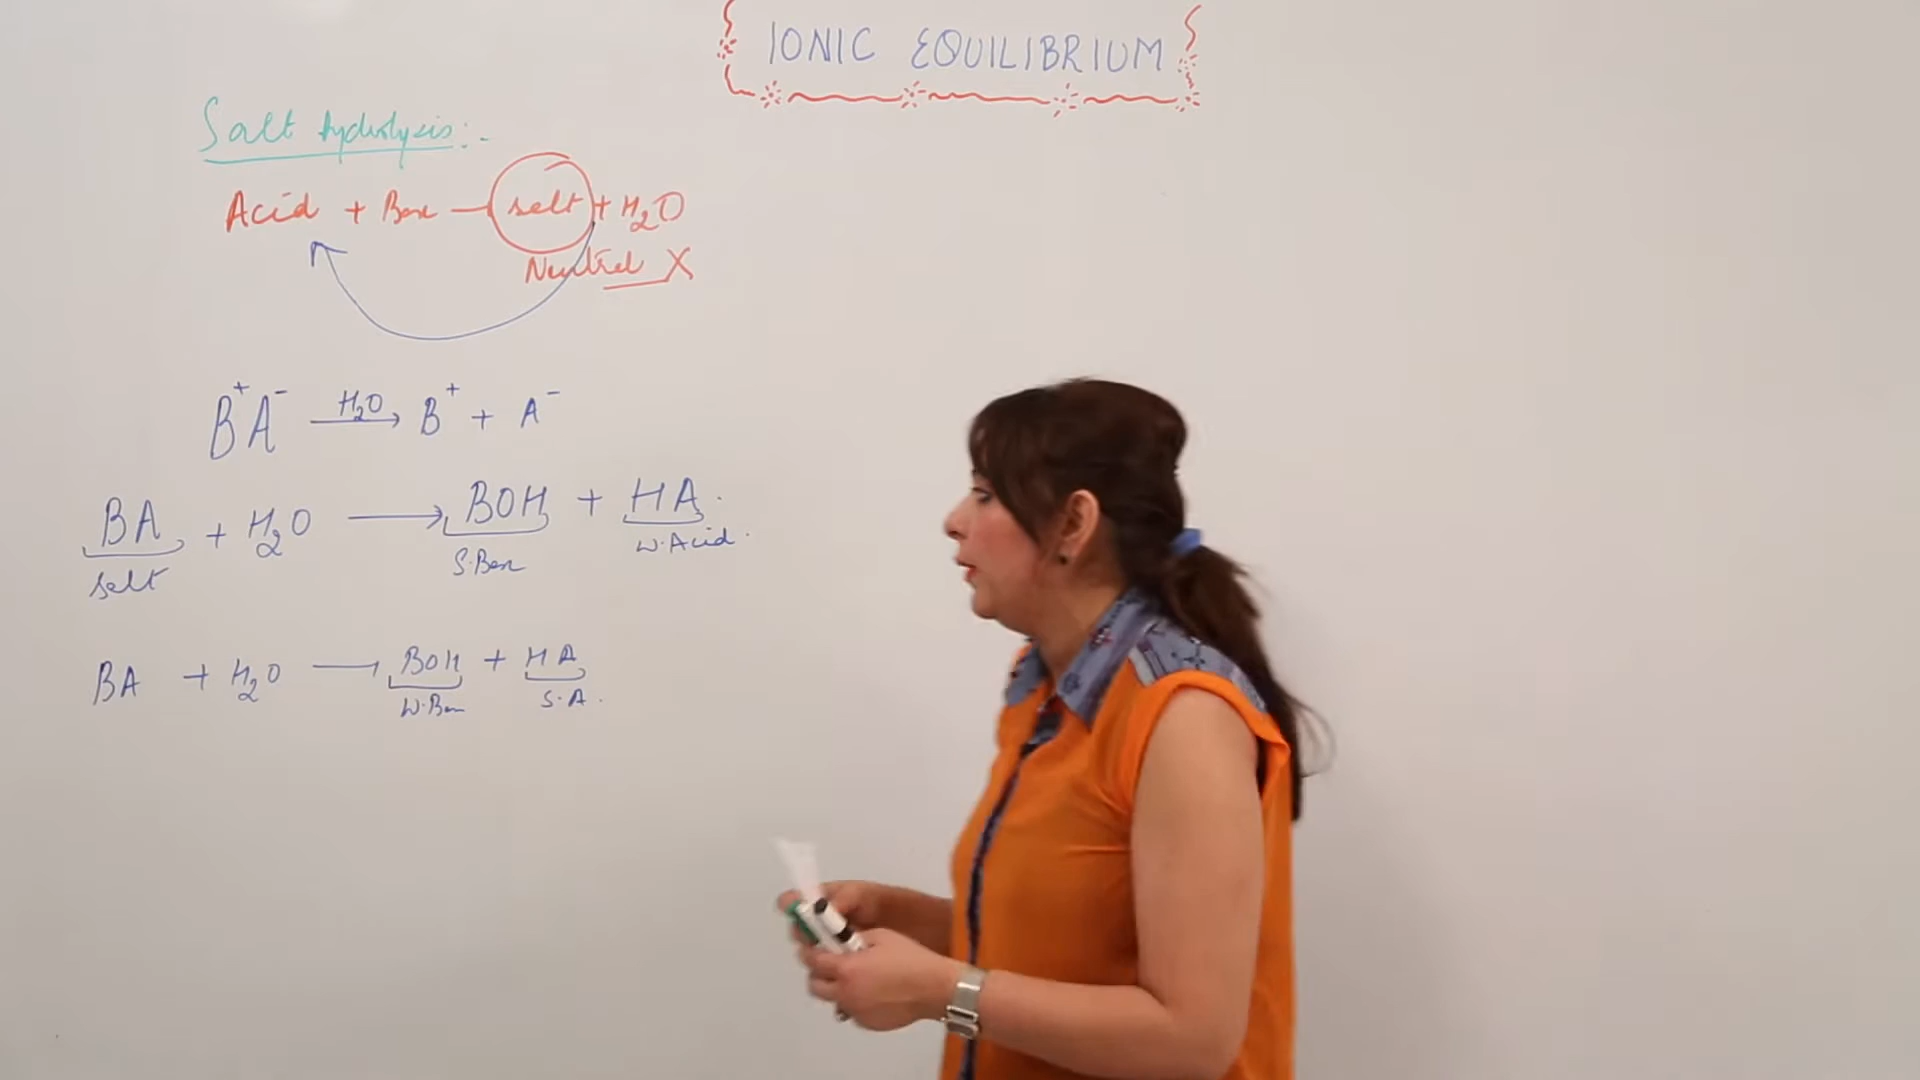 IONIC EQUILIBRIUM
Salt hydrolysis:-
Acid + Base — salt + H₂O
Neutral X
B⁺A⁻ —H₂O→ B⁺ + A⁻
BA + H₂O → BOH + HA.
salt S.Base W.Acid.
BA + H₂O → BOH + HA
W.Base S.A.